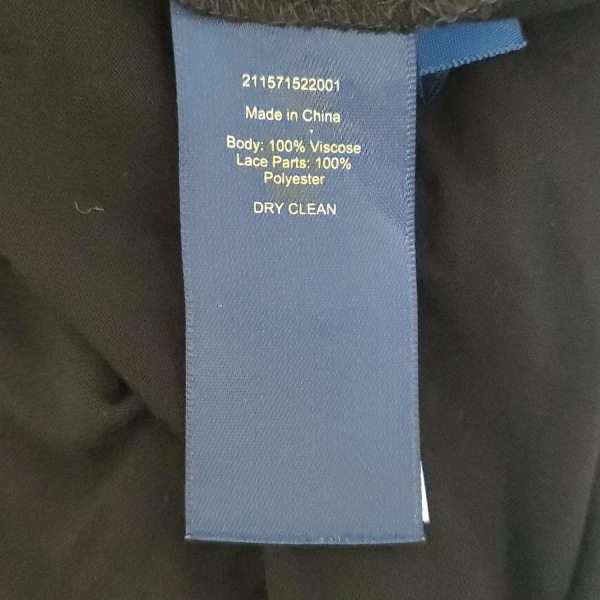 211571522001
Made in China
Body: 100% Viscose
Lace Parts: 100%
Polyester
DRY CLEAN